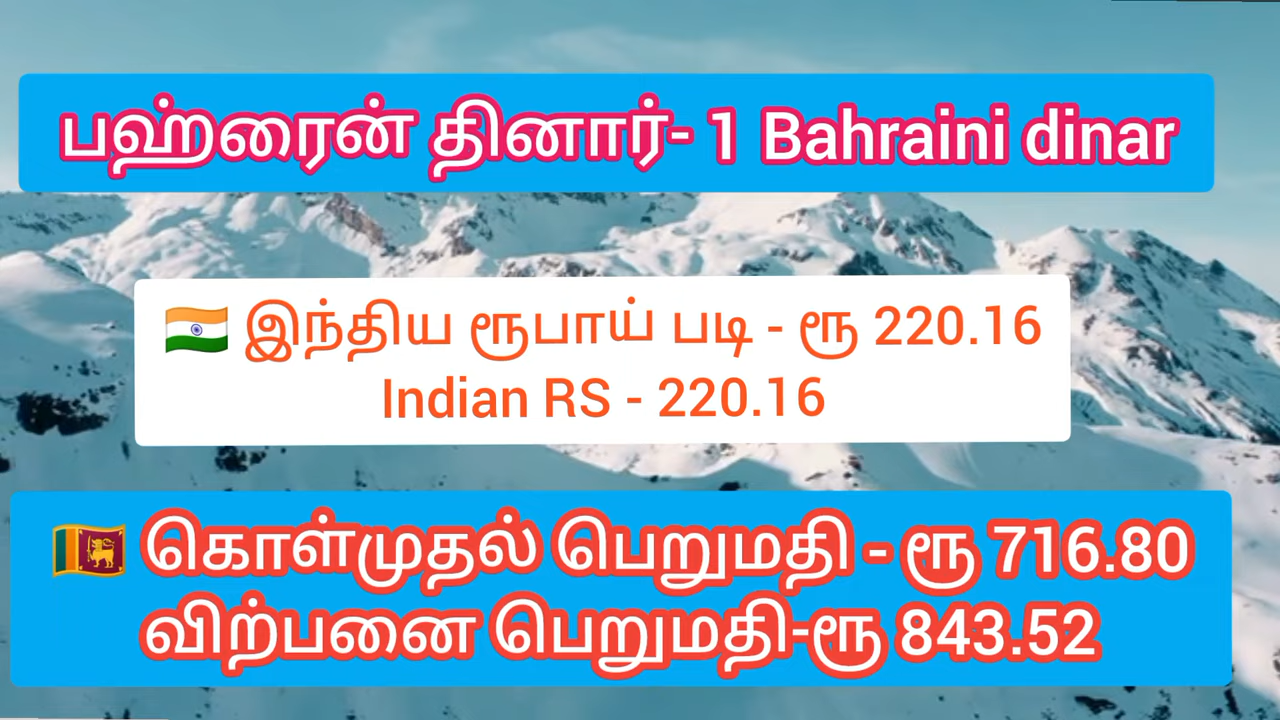 பஹ்ரைன் தினார்- 1 Bahraini dinar
🇮🇳 இந்திய ரூபாய் படி - ரூ 220.16
Indian RS - 220.16
🇱🇰 கொள்முதல் பெறுமதி - ரூ 716.80
விற்பனை பெறுமதி-ரூ 843.52